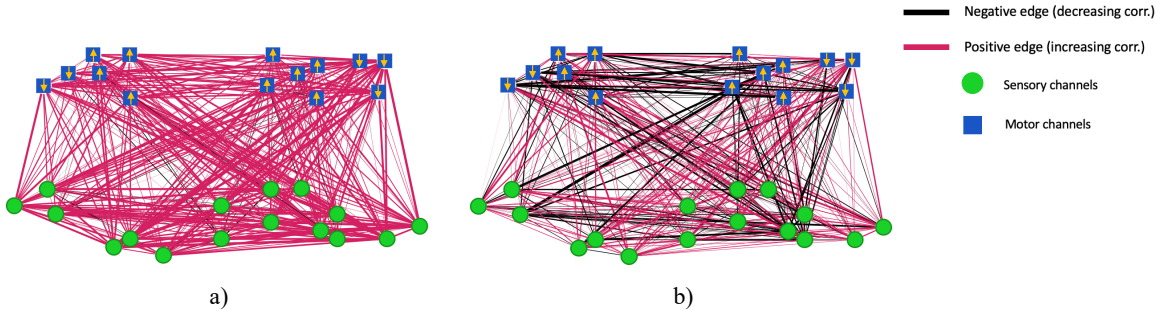 Negative edge (decreasing corr.)
Positive edge (increasing corr.)
Sensory channels
Motor channels
a)
b)